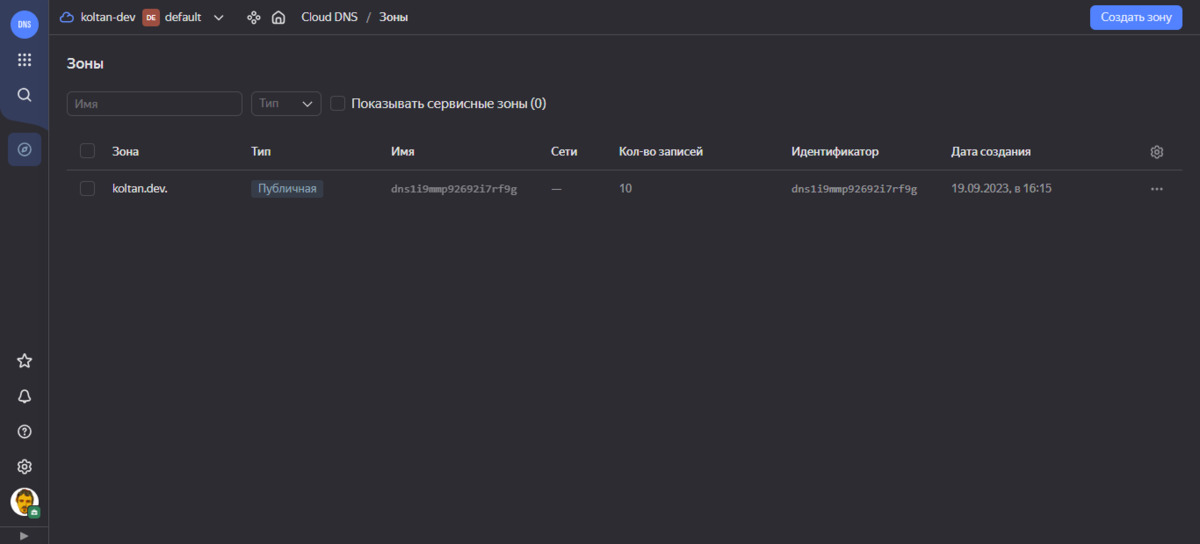 DNS koltan-dev DE default Cloud DNS / Зоны Создать зону
Зоны
Имя Тип Показывать сервисные зоны (0)
Зона Тип Имя Сети Кол-во записей Идентификатор Дата создания
koltan.dev. Публичная dns1i9mmp92692i7rf9g — 10 dns1i9mmp92692i7rf9g 19.09.2023, в 16:15